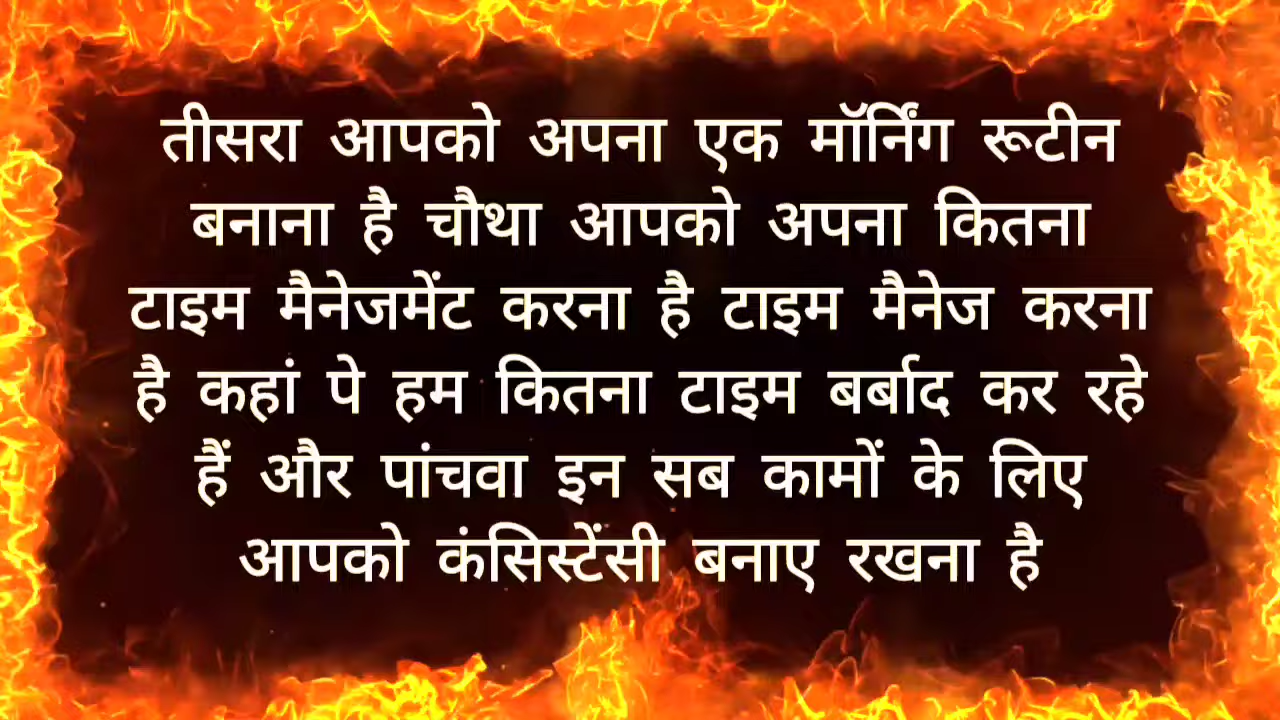 तीसरा आपको अपना एक मॉर्निंग रूटीन
बनाना है चौथा आपको अपना कितना
टाइम मैनेजमेंट करना है टाइम मैनेज करना
है कहां पे हम कितना टाइम बर्बाद कर रहे
हैं और पांचवा इन सब कामों के लिए
आपको कंसिस्टेंसी बनाए रखना है